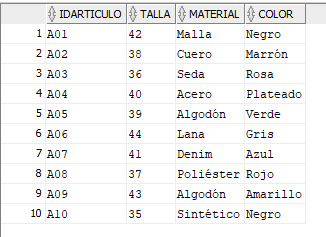 IDARTICULO TALLA MATERIAL COLOR
1 A01 42 Malla Negro
2 A02 38 Cuero Marrón
3 A03 36 Seda Rosa
4 A04 40 Acero Plateado
5 A05 39 Algodón Verde
6 A06 44 Lana Gris
7 A07 41 Denim Azul
8 A08 37 Poliéster Rojo
9 A09 43 Algodón Amarillo
10 A10 35 Sintético Negro